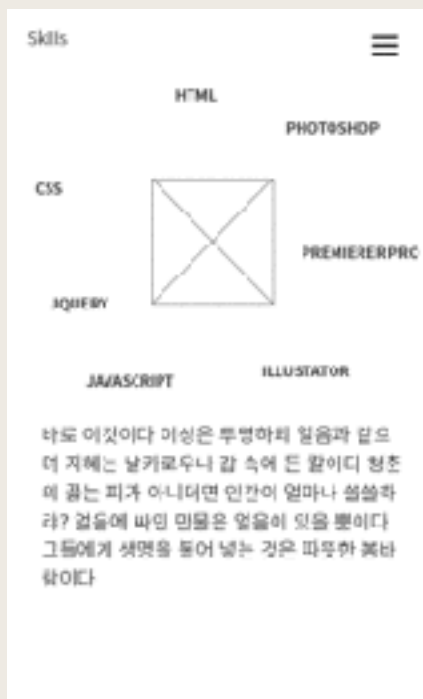 Skills
HTML
PHOTOSHOP
CSS
PREMIERERPRO
JQUERY
ILLUSTATOR
JAVASCRIPT
바로 이것이다 이성은 투명하되 얼음과 같으
며 지혜는 날카로우나 갑 속에 든 칼이다 청춘
의 끓는 피가 아니더면 인간이 얼마나 쓸쓸하
랴? 얼음에 싸인 만물은 얼음이 있을 뿐이다
그들에게 생명을 불어 넣는 것은 따뜻한 봄바
람이다